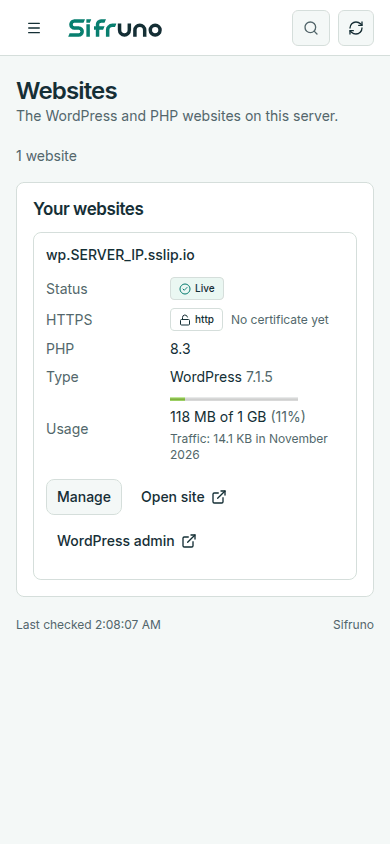 Sifruno
Websites
The WordPress and PHP websites on this server.
1 website
Your websites
wp.SERVER_IP.sslip.io
Status Live
HTTPS http No certificate yet
PHP 8.3
Type WordPress 7.1.5
Usage 118 MB of 1 GB (11%)
Traffic: 14.1 KB in November
2026
Manage Open site
WordPress admin
Last checked 2:08:07 AM Sifruno